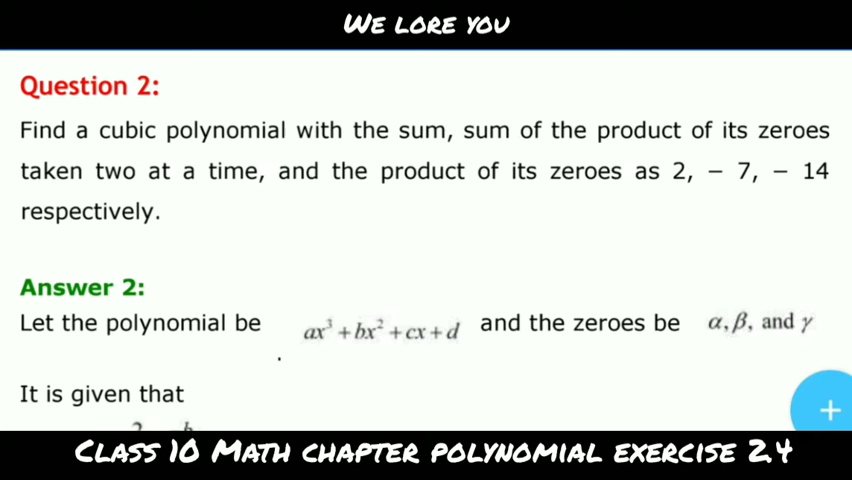 We lore you
Question 2:
Find a cubic polynomial with the sum, sum of the product of its zeroes
taken two at a time, and the product of its zeroes as 2, − 7, − 14
respectively.
Answer 2:
Let the polynomial be ax³ + bx² + cx + d and the zeroes be α, β, and γ
It is given that
+
Class 10 Math chapter polynomial exercise 2.4